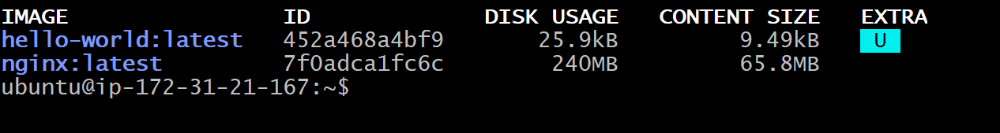 IMAGE ID DISK USAGE CONTENT SIZE EXTRA
hello-world:latest 452a468a4bf9 25.9kB 9.49kB U
nginx:latest 7f0adca1fc6c 240MB 65.8MB
ubuntu@ip-172-31-21-167:~$